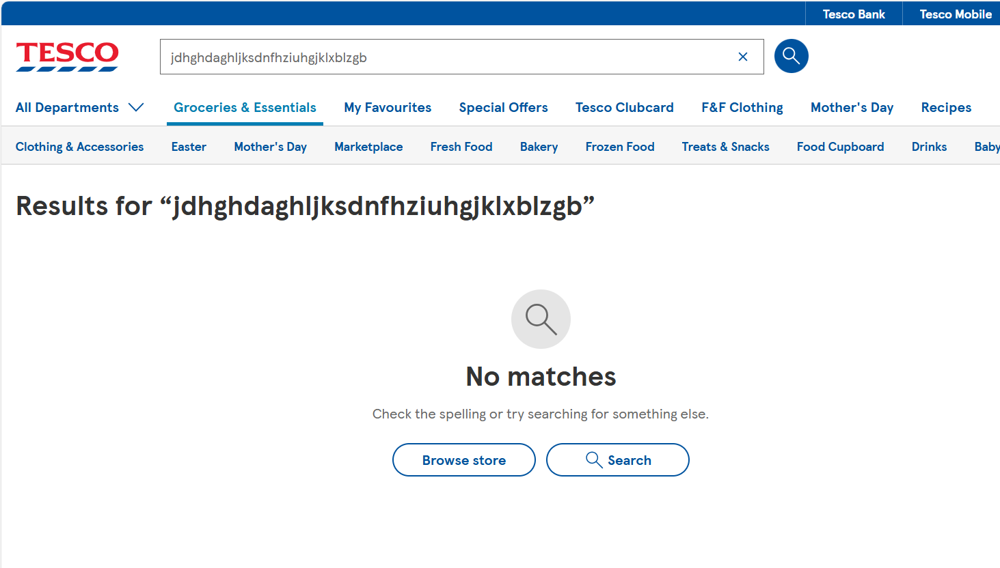 Tesco Bank Tesco Mobile
TESCO
jdhghdaghljksdnfhziuhgjklxblzgb
All Departments Groceries & Essentials My Favourites Special Offers Tesco Clubcard F&F Clothing Mother's Day Recipes
Clothing & Accessories Easter Mother's Day Marketplace Fresh Food Bakery Frozen Food Treats & Snacks Food Cupboard Drinks Baby
Results for “jdhghdaghljksdnfhziuhgjklxblzgb”
No matches
Check the spelling or try searching for something else.
Browse store Search